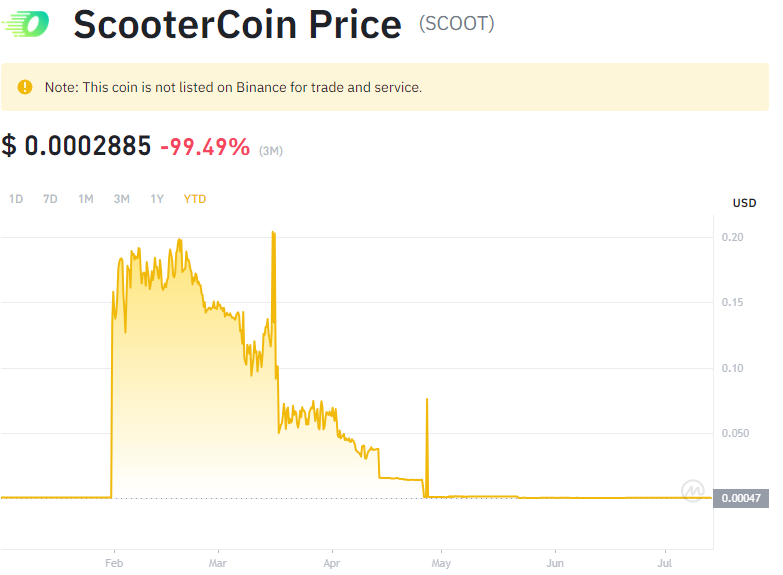 ScooterCoin Price (SCOOT)
Note: This coin is not listed on Binance for trade and service.
$ 0.0002885 -99.49% (3M)
1D 7D 1M 3M 1Y YTD
USD
0.20
0.15
0.10
0.050
0.00047
Feb Mar Apr May Jun Jul